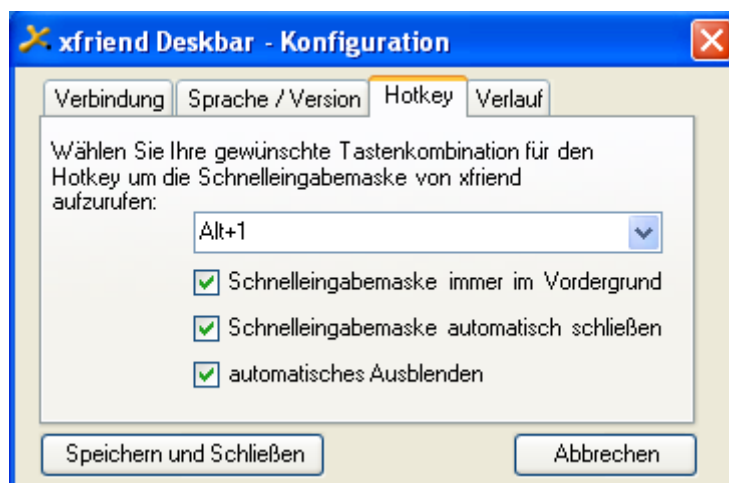 xfriend Deskbar - Konfiguration
Verbindung Sprache / Version Hotkey Verlauf
Wählen Sie Ihre gewünschte Tastenkombination für den
Hotkey um die Schnelleingabemaske von xfriend
aufzurufen:
Alt+1
Schnelleingabemaske immer im Vordergrund
Schnelleingabemaske automatisch schließen
automatisches Ausblenden
Speichern und Schließen Abbrechen